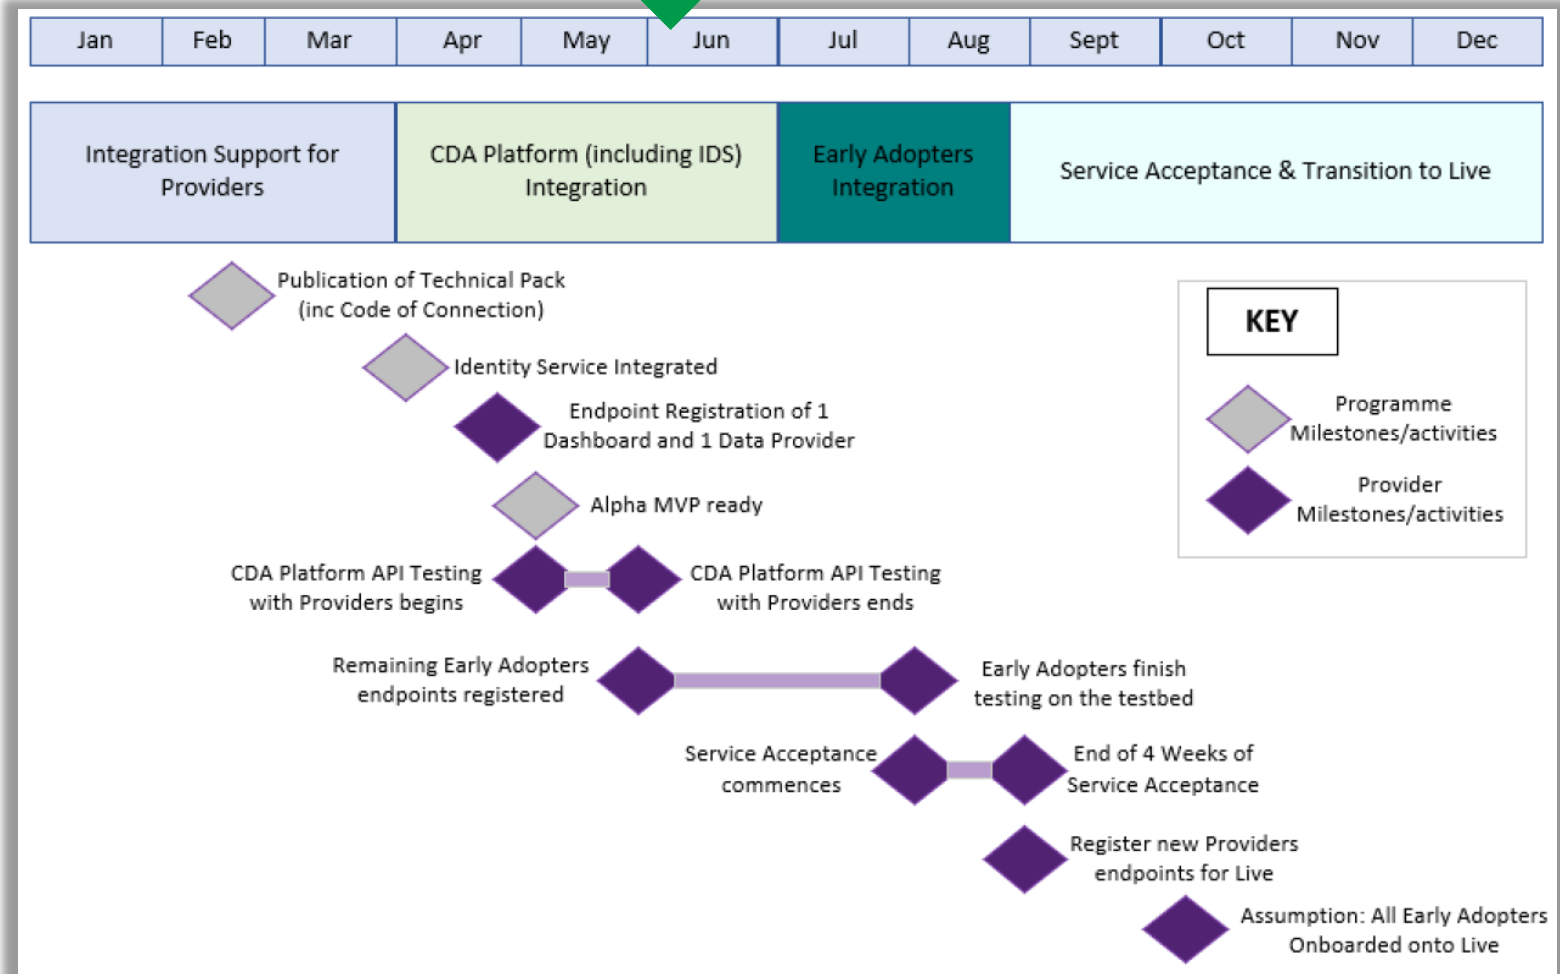 Jan Feb Mar Apr May Jun Jul Aug Sept Oct Nov Dec
Integration Support for
Providers
CDA Platform (including IDS)
Integration
Early Adopters
Integration
Service Acceptance & Transition to Live
Publication of Technical Pack
(inc Code of Connection)
Identity Service Integrated
Endpoint Registration of 1
Dashboard and 1 Data Provider
Alpha MVP ready
CDA Platform API Testing
with Providers begins
CDA Platform API Testing
with Providers ends
Remaining Early Adopters
endpoints registered
Early Adopters finish
testing on the testbed
Service Acceptance
commences
End of 4 Weeks of
Service Acceptance
Register new Providers
endpoints for Live
Assumption: All Early Adopters
Onboarded onto Live
KEY
Programme
Milestones/activities
Provider
Milestones/activities